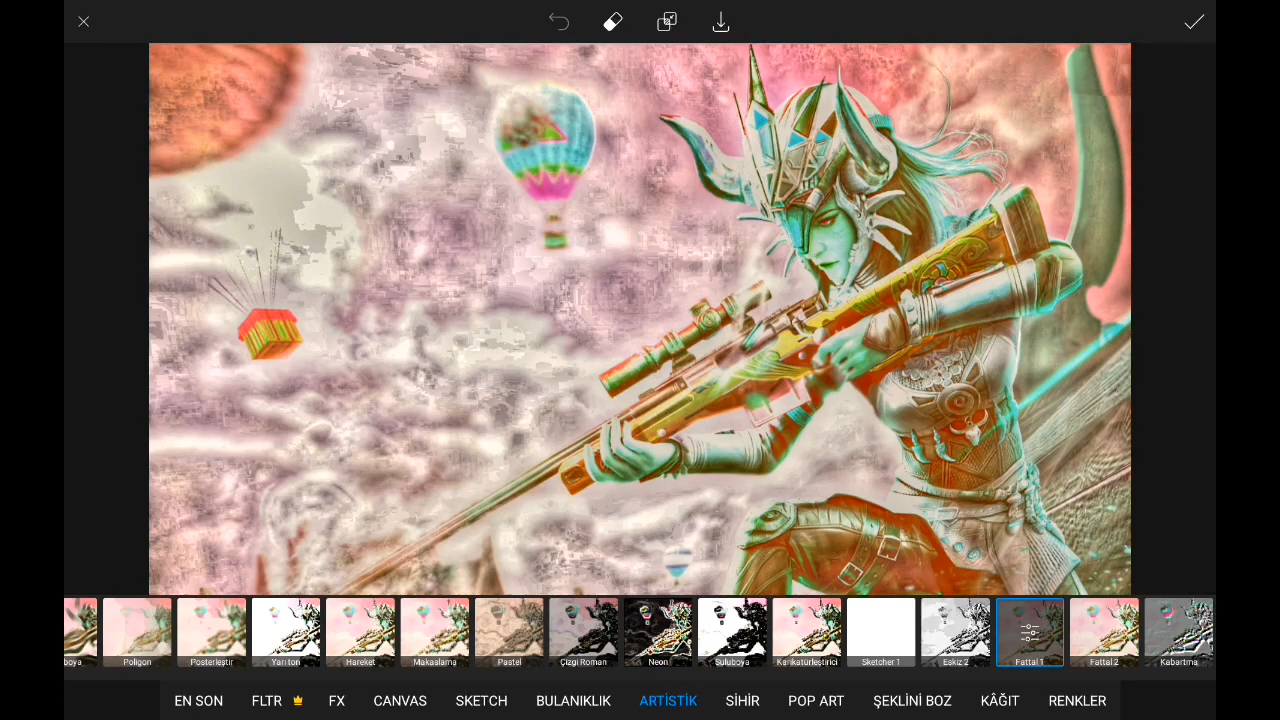 boya Poligon Posterleştir Yarı ton Hareket Makaslama Pastel Çizgi Roman Neon Suluboya Karikatürleştirici Sketcher 1 Eskiz 2 Fattal 1 Fattal 2 Kabartma
EN SON FLTR FX CANVAS SKETCH BULANIKLIK ARTİSTİK SİHİR POP ART ŞEKLİNİ BOZ KÂĞIT RENKLER